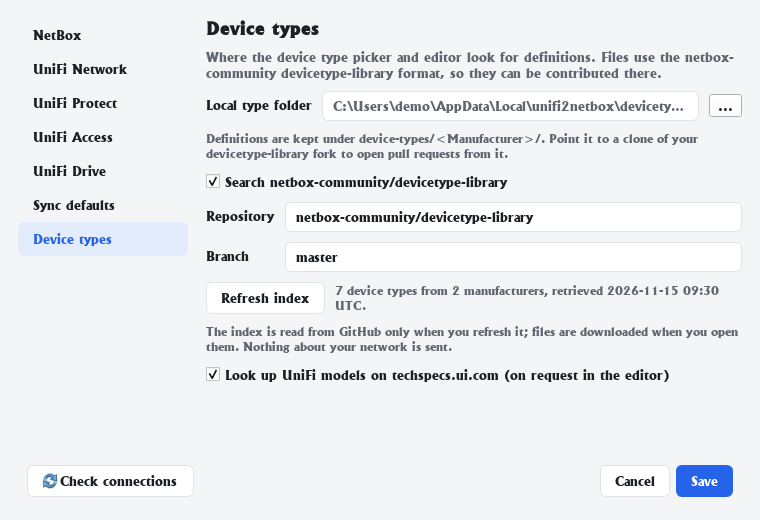 NetBox
UniFi Network
UniFi Protect
UniFi Access
UniFi Drive
Sync defaults
Device types
Device types
Where the device type picker and editor look for definitions. Files use the netbox-
community devicetype-library format, so they can be contributed there.
Local type folder C:\Users\demo\AppData\Local\unifi2netbox\devicety... ...
Definitions are kept under device-types/<Manufacturer>/. Point it to a clone of your
devicetype-library fork to open pull requests from it.
Search netbox-community/devicetype-library
Repository netbox-community/devicetype-library
Branch master
Refresh index 7 device types from 2 manufacturers, retrieved 2026-11-15 09:30
UTC.
The index is read from GitHub only when you refresh it; files are downloaded when you open
them. Nothing about your network is sent.
Look up UniFi models on techspecs.ui.com (on request in the editor)
Check connections Cancel Save